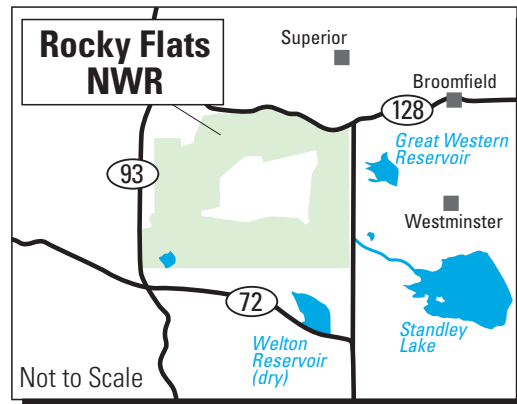 Rocky Flats
NWR
Superior
Broomfield
128
Great Western
Reservoir
93
Westminster
72
Standley
Lake
Welton
Reservoir
(dry)
Not to Scale